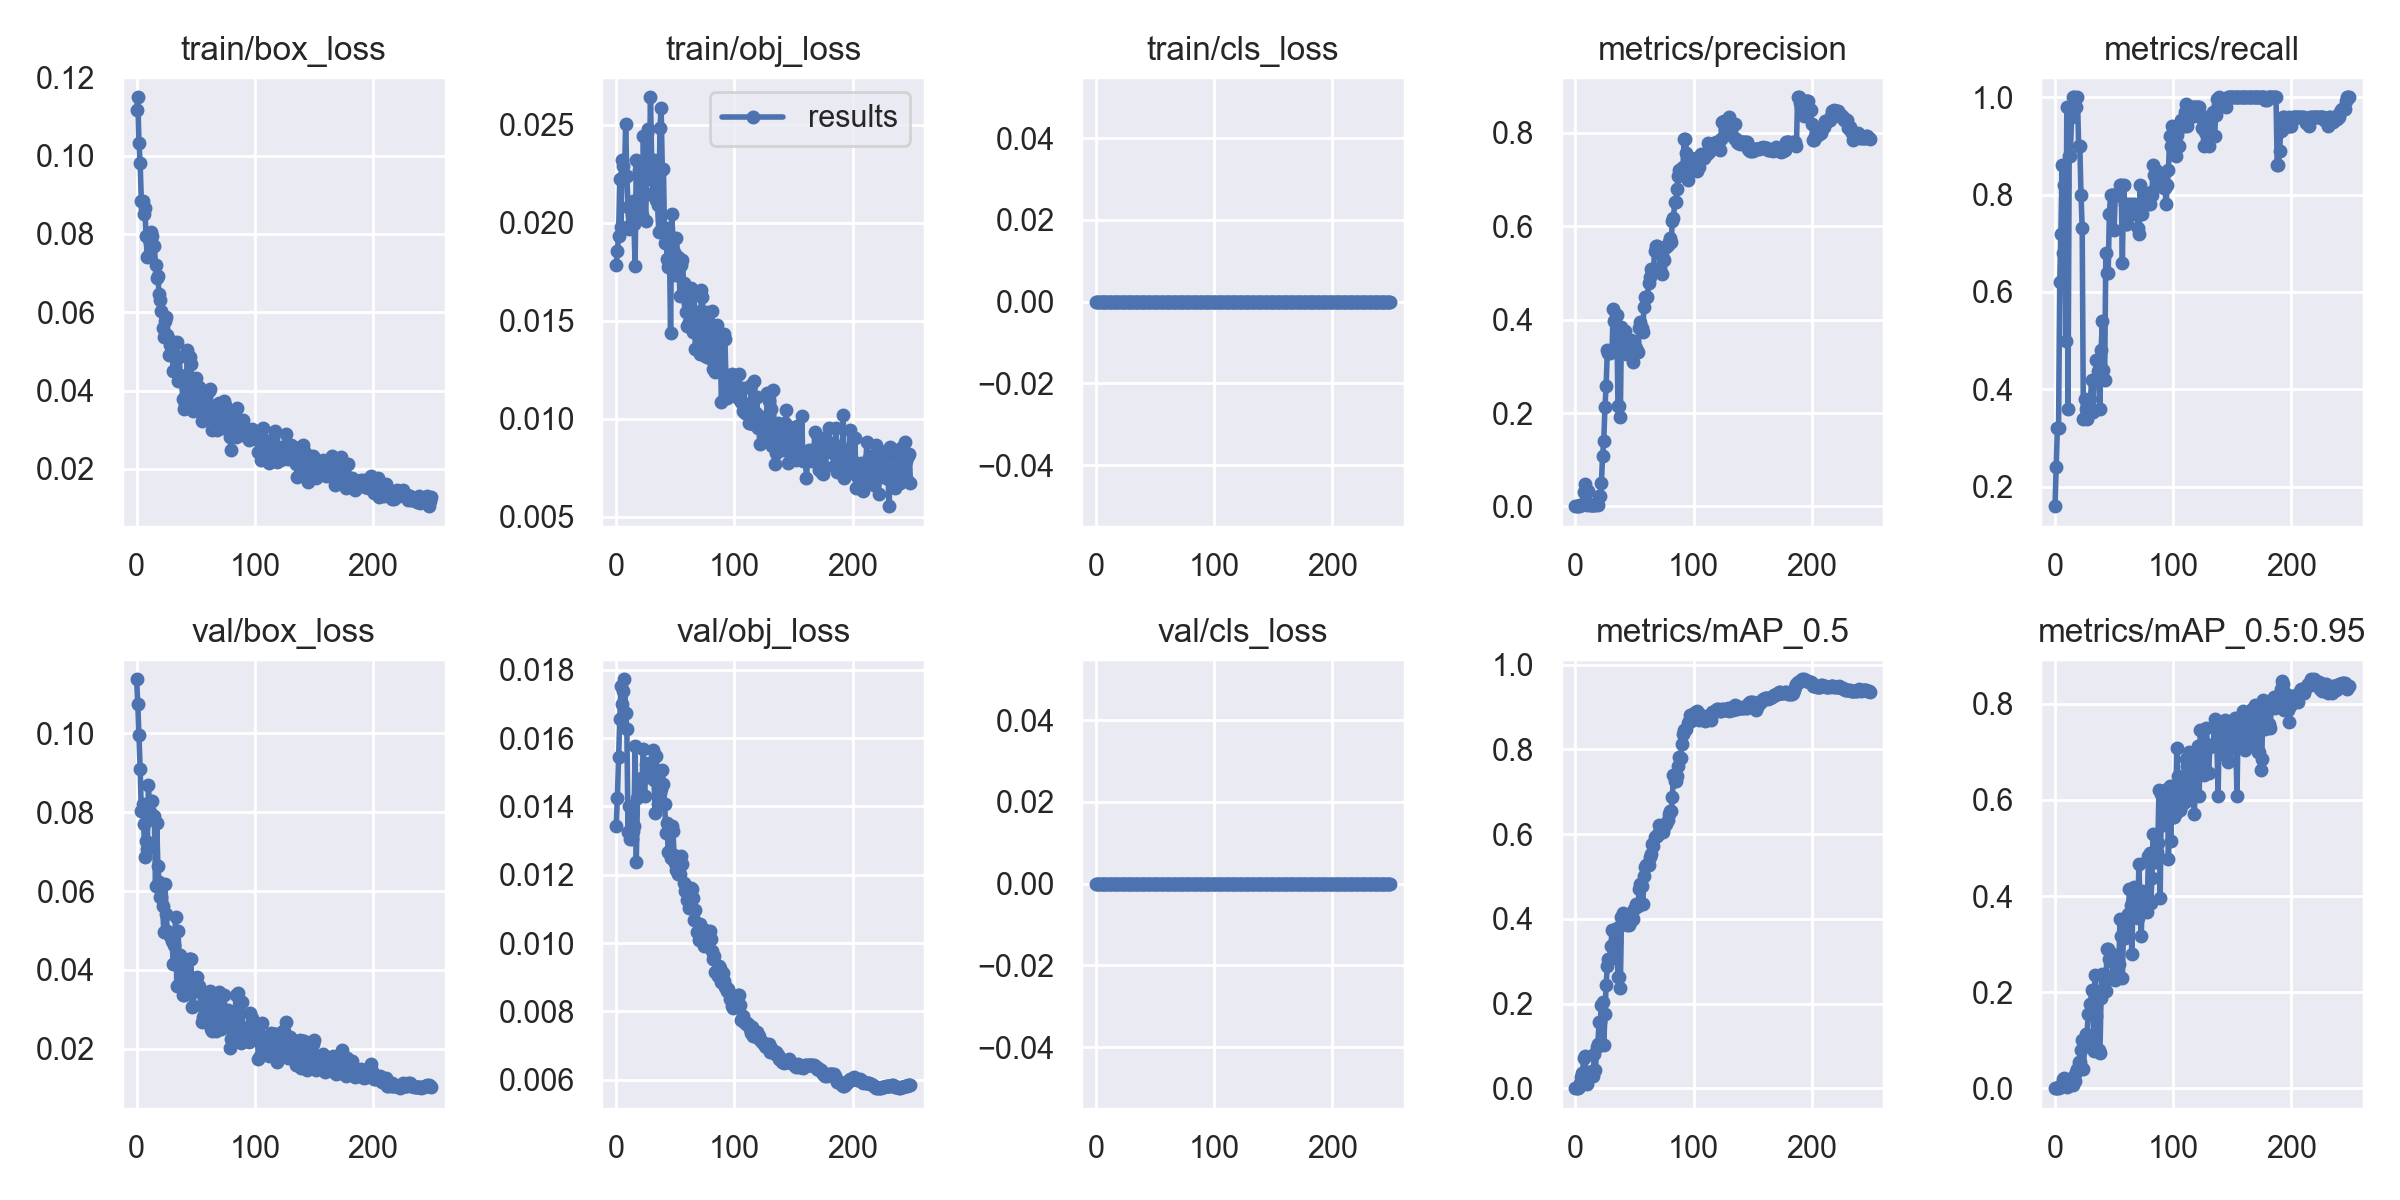 train/box_loss
0.12
0.10
0.08
0.06
0.04
0.02
0 100 200
train/obj_loss
results
0.025
0.020
0.015
0.010
0.005
0 100 200
train/cls_loss
0.04
0.02
0.00
−0.02
−0.04
0 100 200
metrics/precision
0.8
0.6
0.4
0.2
0.0
0 100 200
metrics/recall
1.0
0.8
0.6
0.4
0.2
0 100 200
val/box_loss
0.10
0.08
0.06
0.04
0.02
0 100 200
val/obj_loss
0.018
0.016
0.014
0.012
0.010
0.008
0.006
0 100 200
val/cls_loss
0.04
0.02
0.00
−0.02
−0.04
0 100 200
metrics/mAP_0.5
1.0
0.8
0.6
0.4
0.2
0.0
0 100 200
metrics/mAP_0.5:0.95
0.8
0.6
0.4
0.2
0.0
0 100 200